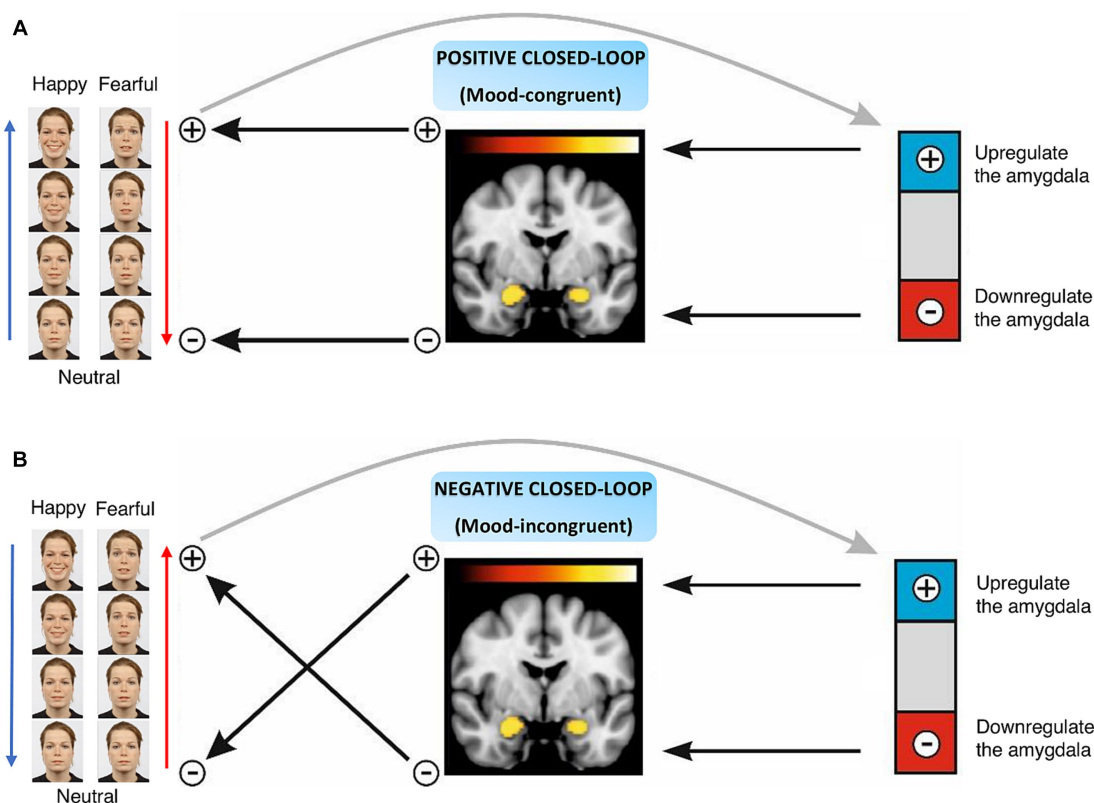 A
POSITIVE CLOSED-LOOP
(Mood-congruent)
Happy Fearful
+ + +
Upregulate
the amygdala
Downregulate
the amygdala
- - -
Neutral
B
NEGATIVE CLOSED-LOOP
(Mood-incongruent)
Happy Fearful
+ + +
Upregulate
the amygdala
Downregulate
the amygdala
- - -
Neutral